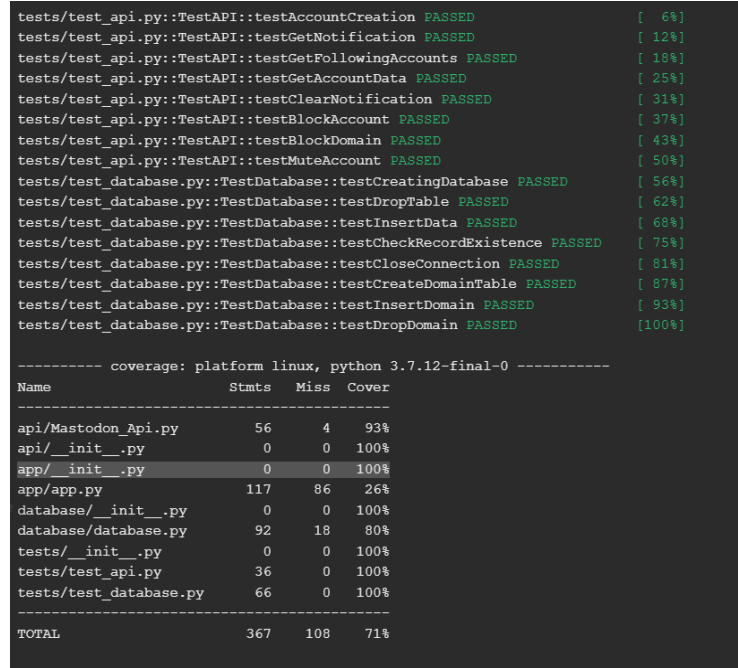 tests/test_api.py::TestAPI::testAccountCreation PASSED [  6%]
tests/test_api.py::TestAPI::testGetNotification PASSED [ 12%]
tests/test_api.py::TestAPI::testGetFollowingAccounts PASSED [ 18%]
tests/test_api.py::TestAPI::testGetAccountData PASSED [ 25%]
tests/test_api.py::TestAPI::testClearNotification PASSED [ 31%]
tests/test_api.py::TestAPI::testBlockAccount PASSED [ 37%]
tests/test_api.py::TestAPI::testBlockDomain PASSED [ 43%]
tests/test_api.py::TestAPI::testMuteAccount PASSED [ 50%]
tests/test_database.py::TestDatabase::testCreatingDatabase PASSED [ 56%]
tests/test_database.py::TestDatabase::testDropTable PASSED [ 62%]
tests/test_database.py::TestDatabase::testInsertData PASSED [ 68%]
tests/test_database.py::TestDatabase::testCheckRecordExistence PASSED [ 75%]
tests/test_database.py::TestDatabase::testCloseConnection PASSED [ 81%]
tests/test_database.py::TestDatabase::testCreateDomainTable PASSED [ 87%]
tests/test_database.py::TestDatabase::testInsertDomain PASSED [ 93%]
tests/test_database.py::TestDatabase::testDropDomain PASSED [100%]
---------- coverage: platform linux, python 3.7.12-final-0 -----------
Name Stmts Miss Cover
-------------------------------------------
api/Mastodon_Api.py 56 4 93%
api/__init__.py 0 0 100%
app/__init__.py 0 0 100%
app/app.py 117 86 26%
database/__init__.py 0 0 100%
database/database.py 92 18 80%
tests/__init__.py 0 0 100%
tests/test_api.py 36 0 100%
tests/test_database.py 66 0 100%
-------------------------------------------
TOTAL 367 108 71%